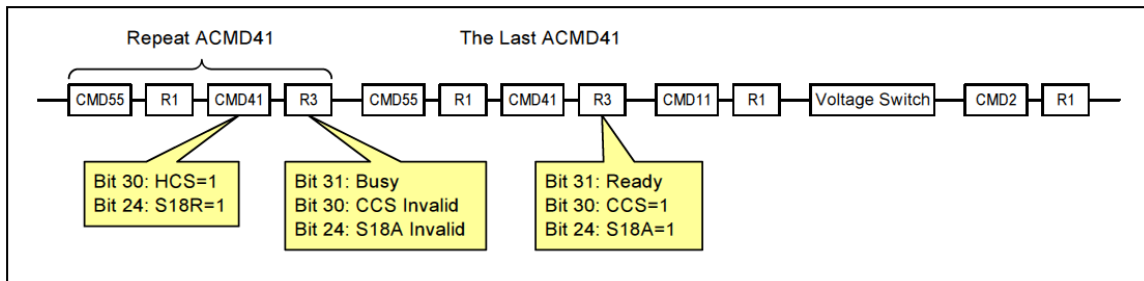 Repeat ACMD41
The Last ACMD41
CMD55 R1 CMD41 R3 CMD55 R1 CMD41 R3 CMD11 R1 Voltage Switch CMD2 R1
Bit 30: HCS=1
Bit 24: S18R=1
Bit 31: Busy
Bit 30: CCS Invalid
Bit 24: S18A Invalid
Bit 31: Ready
Bit 30: CCS=1
Bit 24: S18A=1